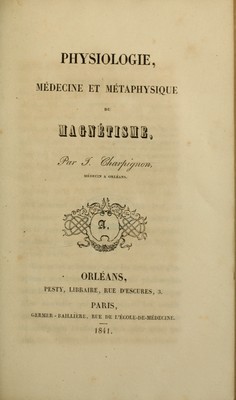 PHYSIOLOGIE,
MÉDECINE ET MÉTAPHYSIQUE
DU
MAGNÉTISME,
Par J. Charpignon,
MÉDECIN A ORLÉANS.
A.
ORLÉANS,
PESTY, LIBRAIRE, RUE D'ESCURES, 3.
PARIS,
GERMER-BAILLIÈRE, RUE DE L'ÉCOLE-DE-MÉDECINE.
1841.